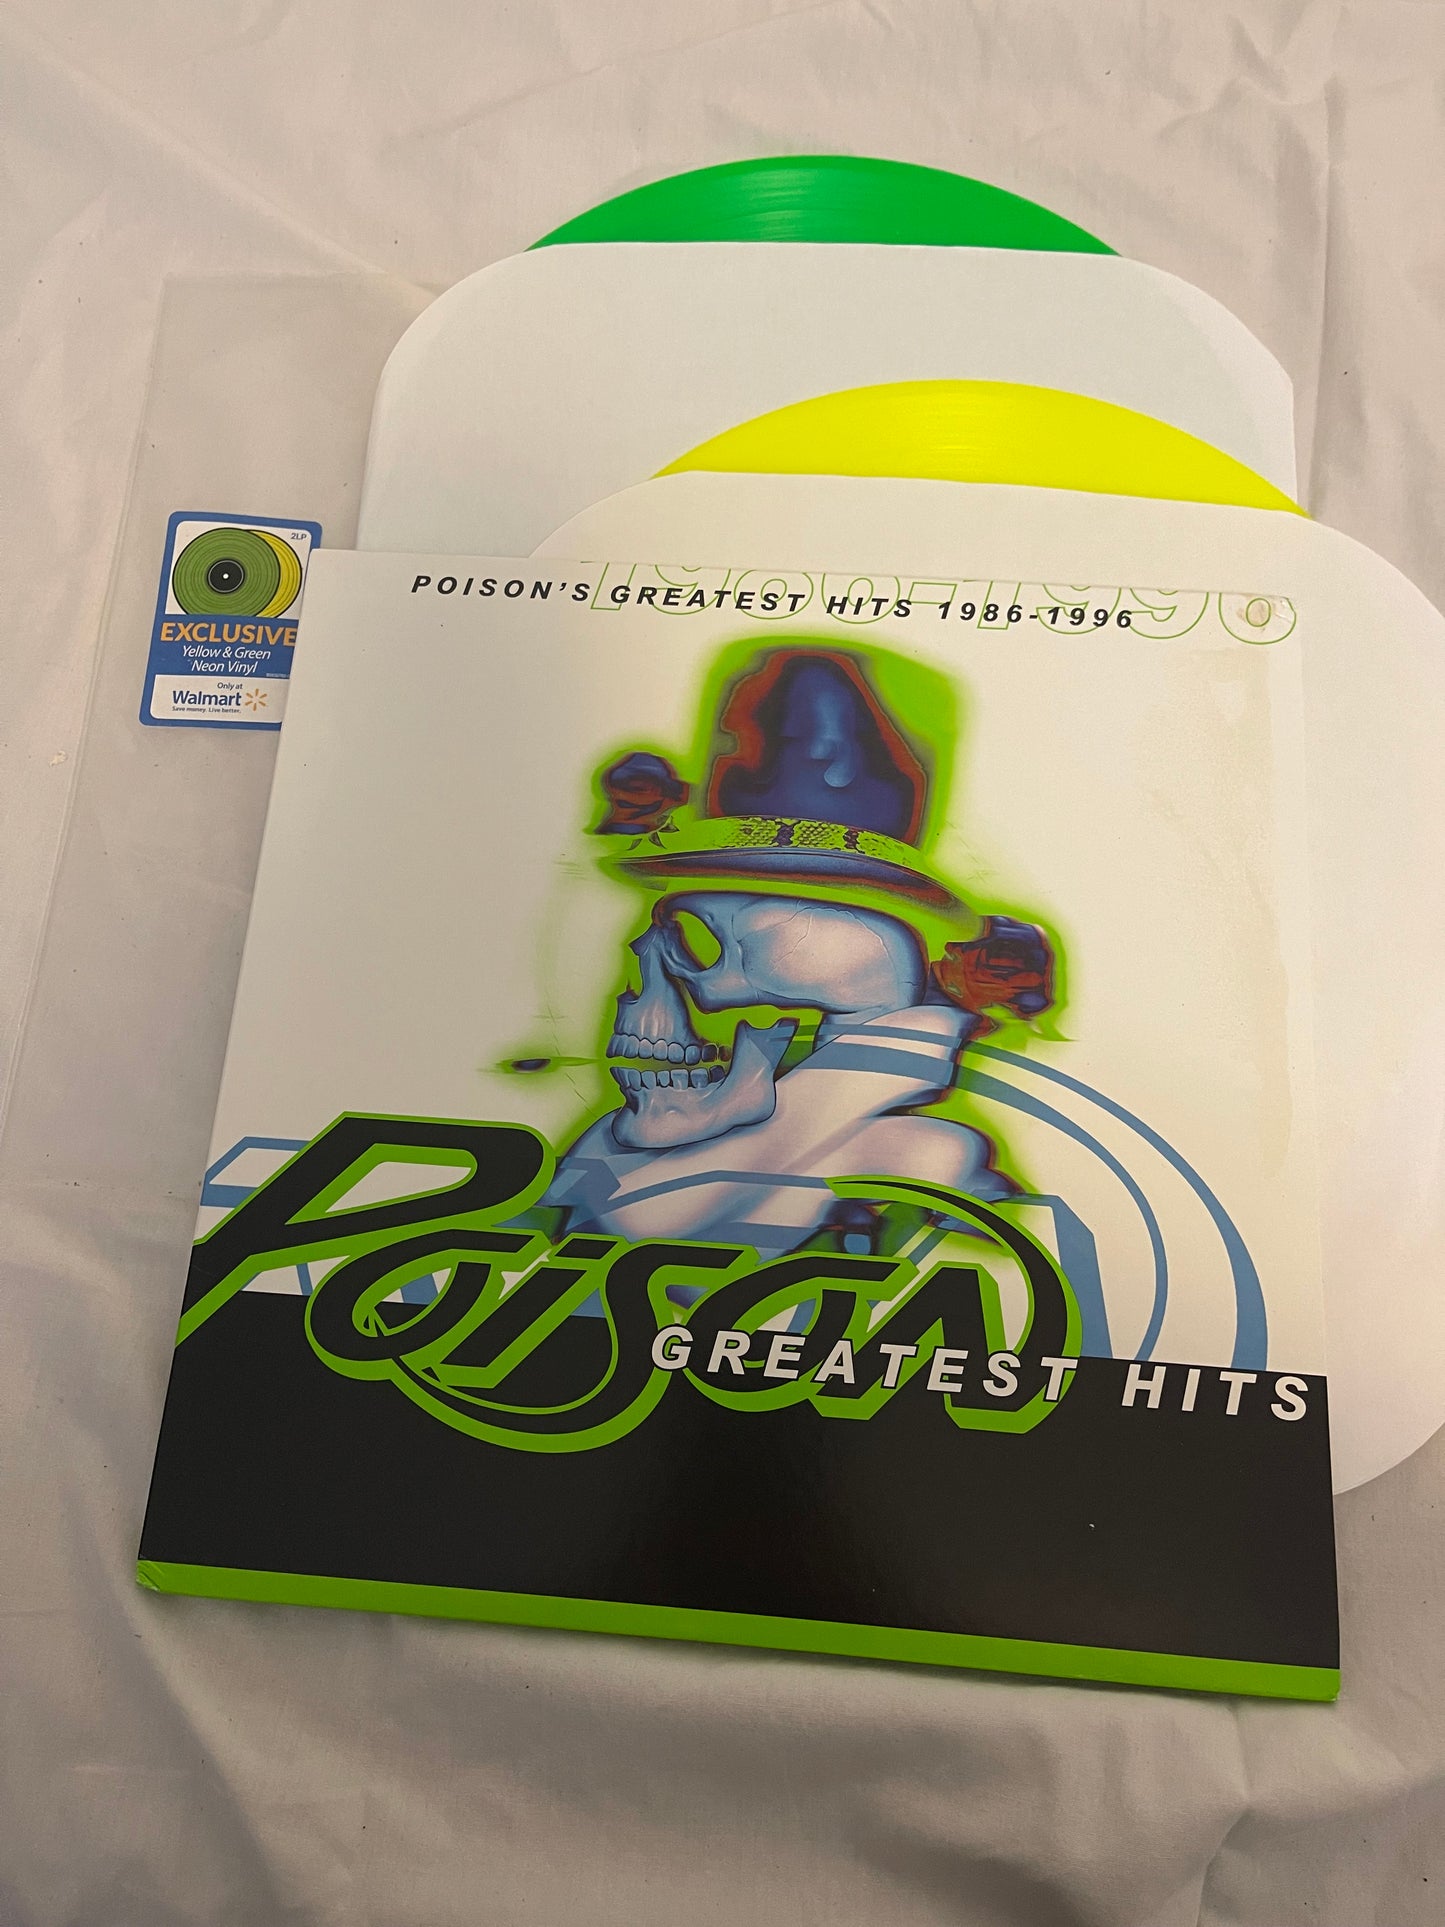 1986-1996
POISON'S GREATEST HITS 1986-1996
2LP
EXCLUSIVE
Yellow & Green
Neon Vinyl
Only at
Walmart
Save money. Live better.
Poison
GREATEST HITS